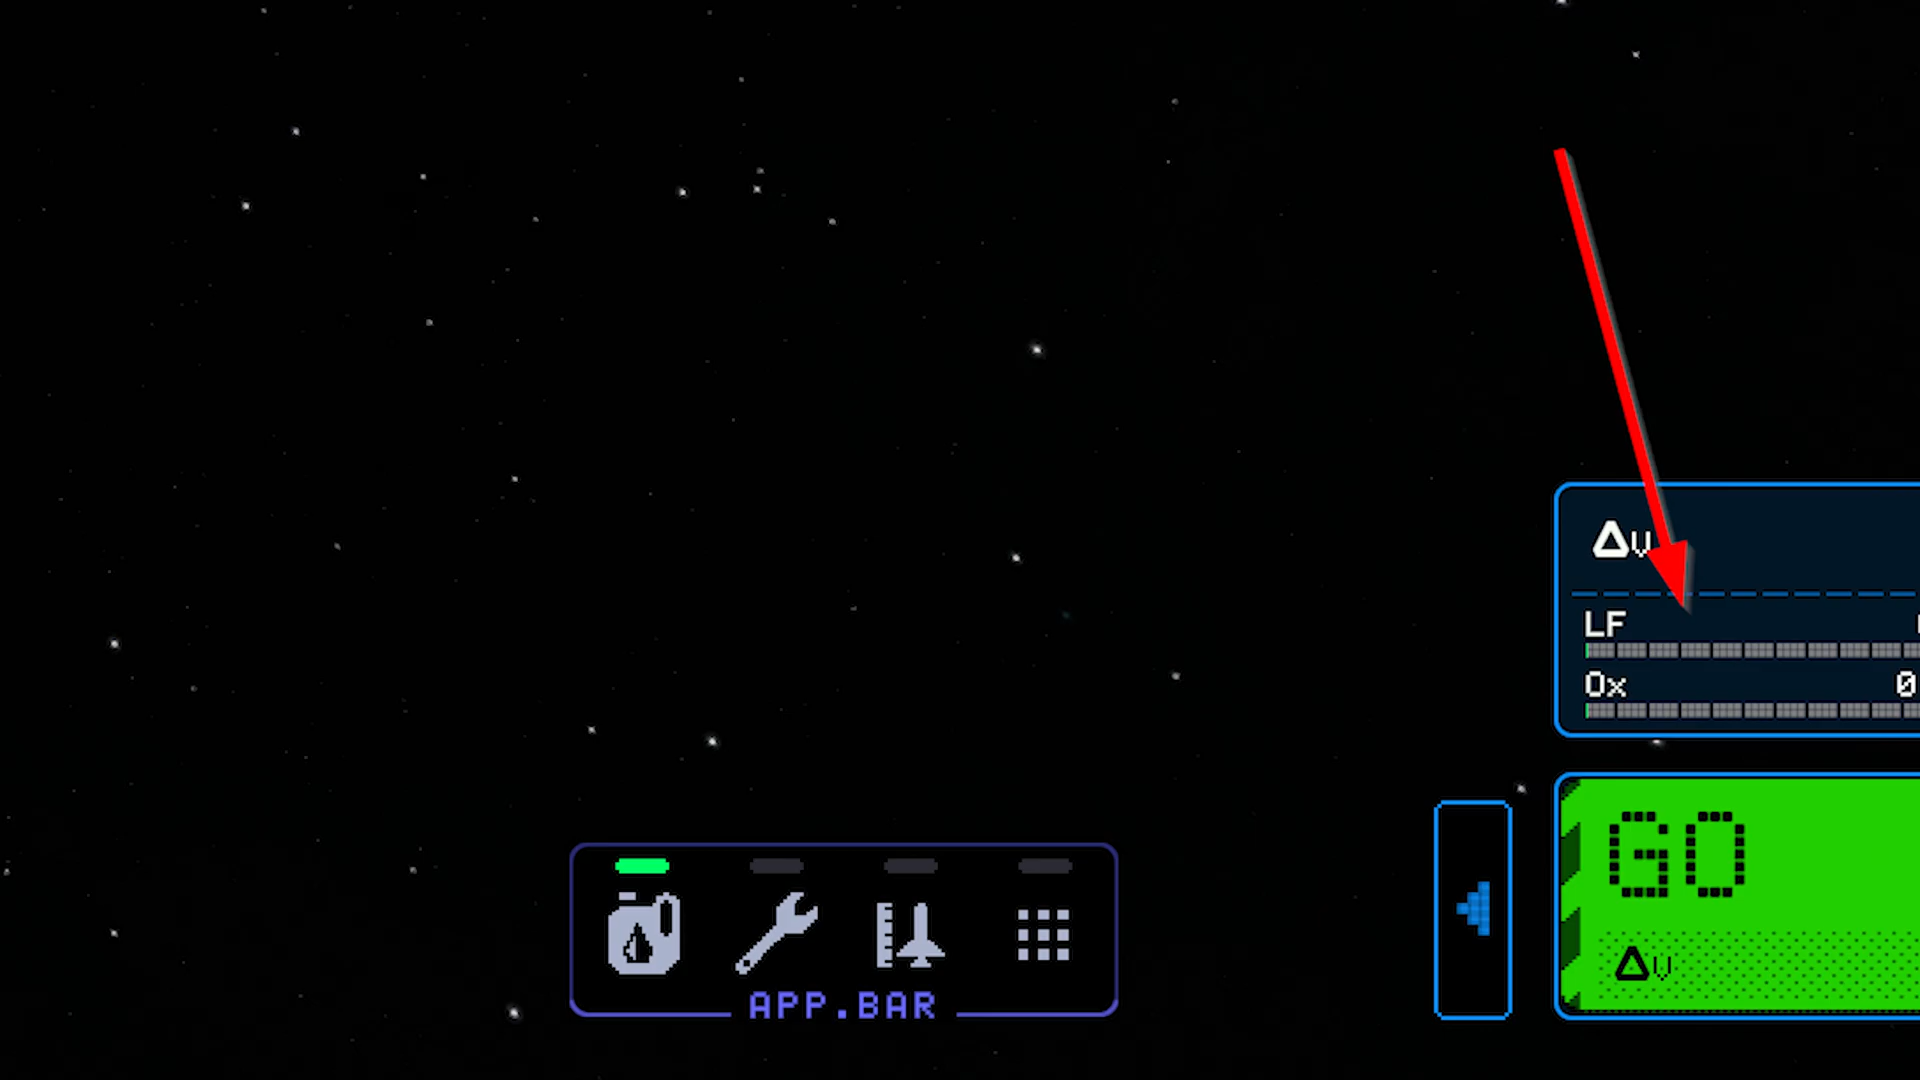 Δv
LF
Ox 0
GO
Δv
APP.BAR